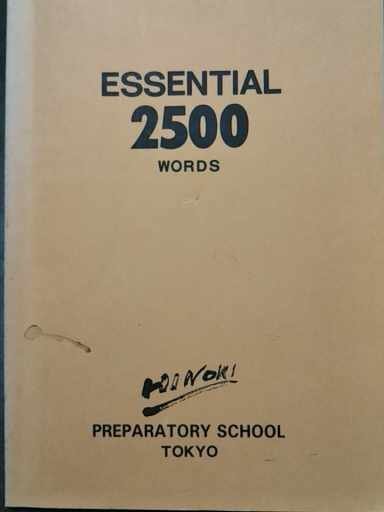 ESSENTIAL
2500
WORDS
HINOKI
PREPARATORY SCHOOL
TOKYO